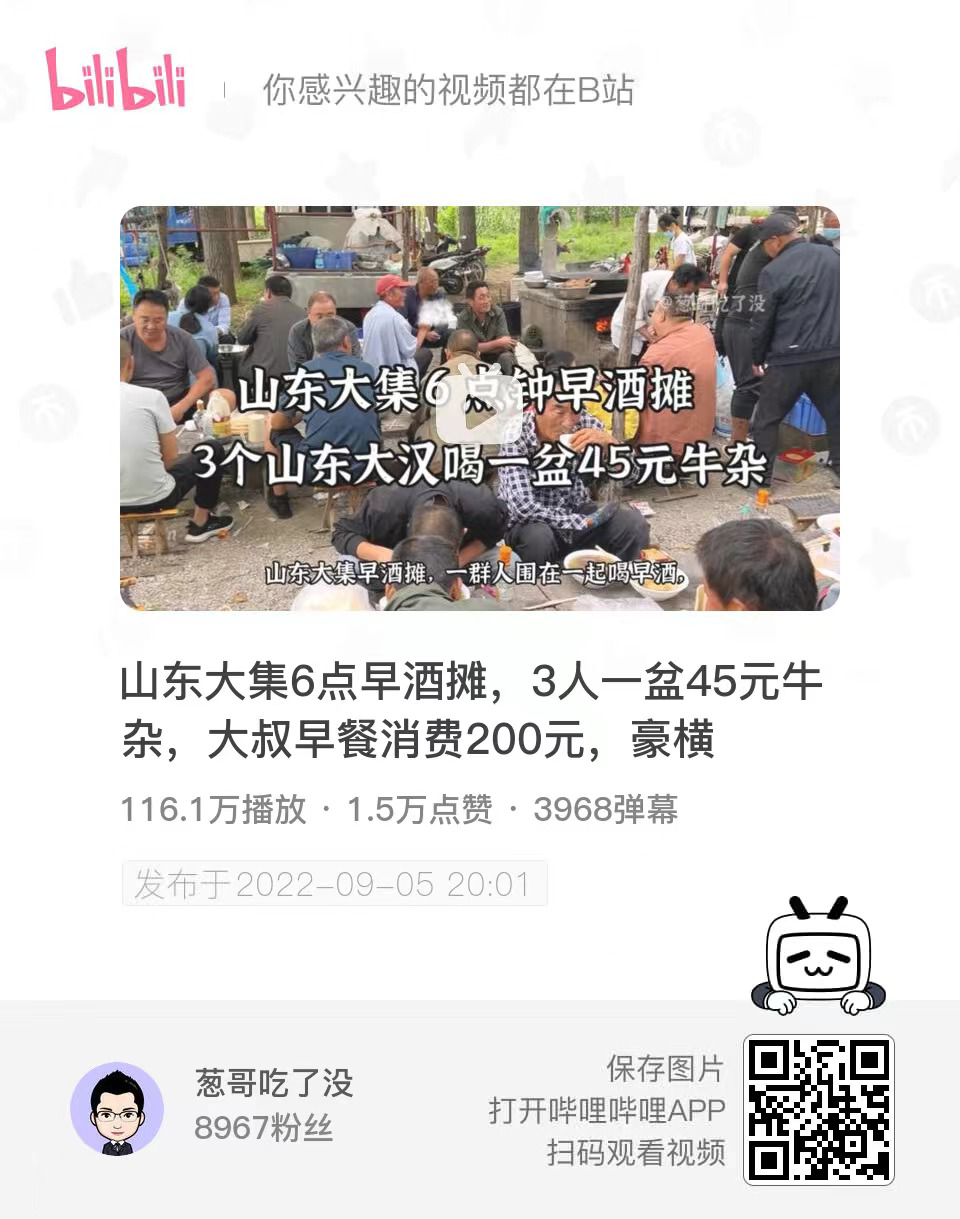 bilibili
你感兴趣的视频都在B站
@葱哥吃了没
山东大集6点钟早酒摊
3个山东大汉喝一盆45元牛杂
山东大集早酒摊，一群人围在一起喝早酒。
山东大集6点早酒摊，3人一盆45元牛
杂，大叔早餐消费200元，豪横
116.1万播放 · 1.5万点赞 · 3968弹幕
发布于2022-09-05 20:01
葱哥吃了没
8967粉丝
保存图片
打开哔哩哔哩APP
扫码观看视频